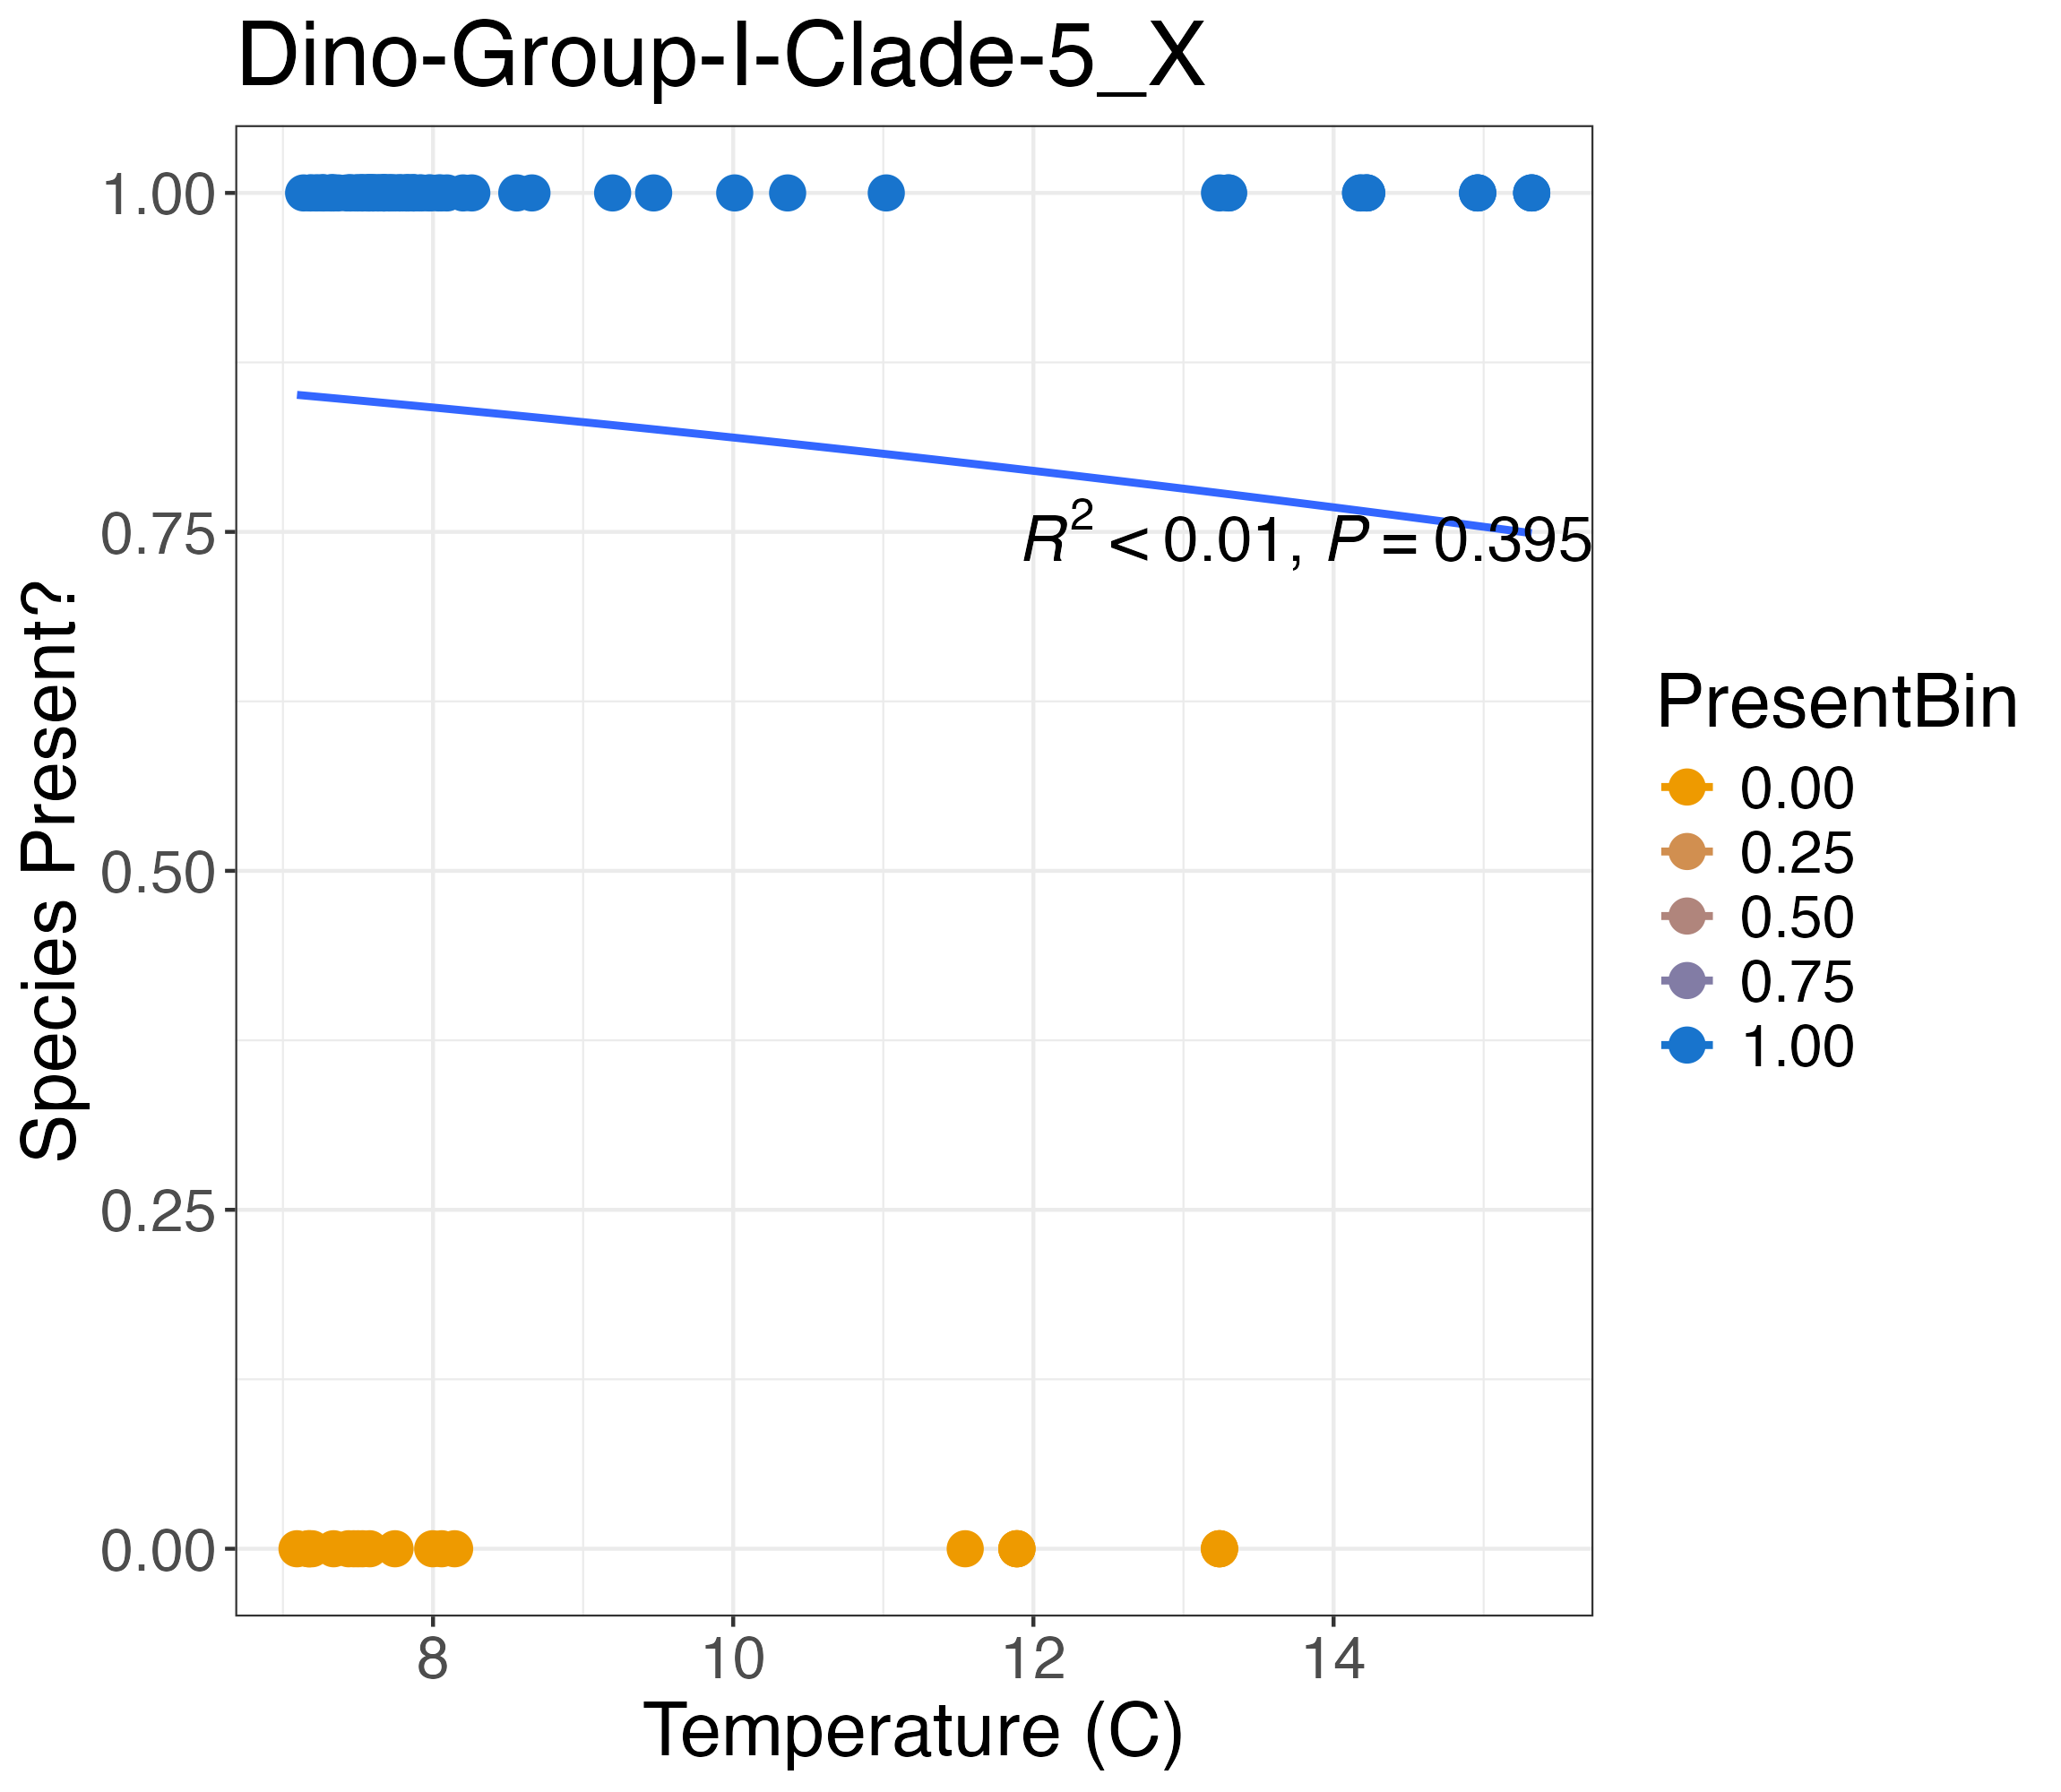 Dino-Group-I-Clade-5_X
1.00
0.75
0.50
0.25
0.00
Species Present?
R² < 0.01, P = 0.395
8 10 12 14
Temperature (C)
PresentBin
0.00
0.25
0.50
0.75
1.00